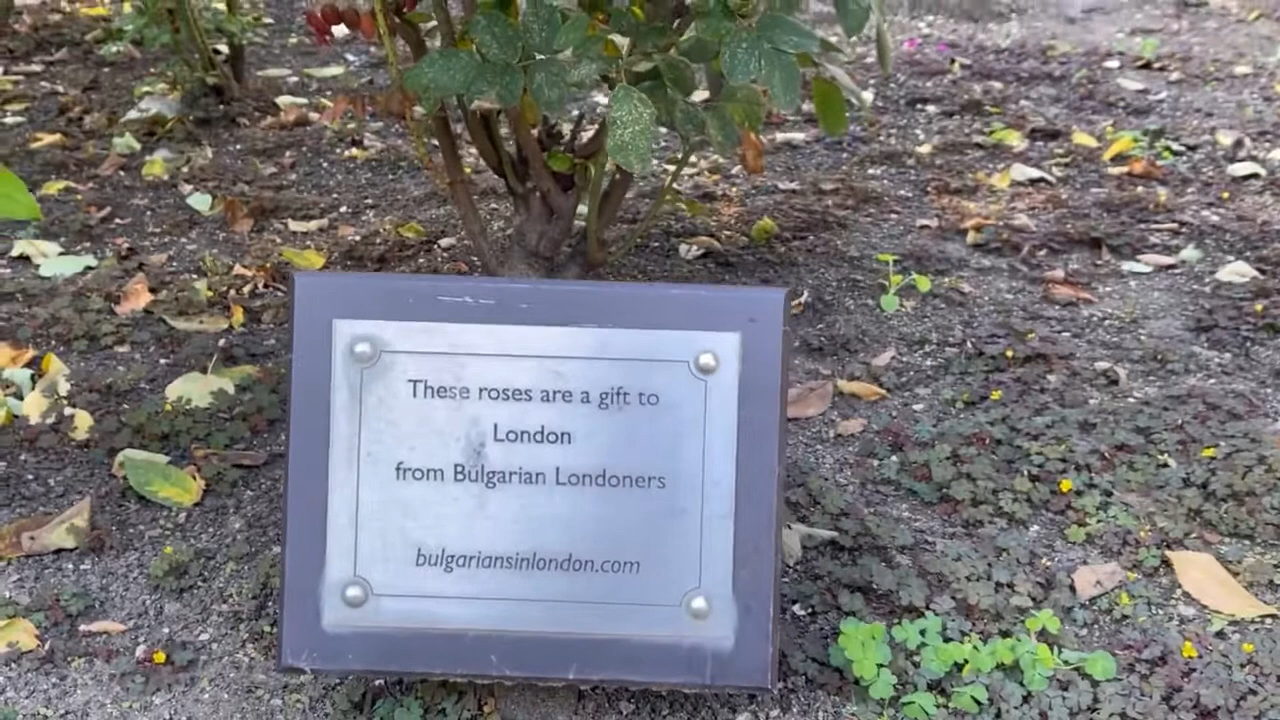 These roses are a gift to
London
from Bulgarian Londoners
bulgariansinlondon.com